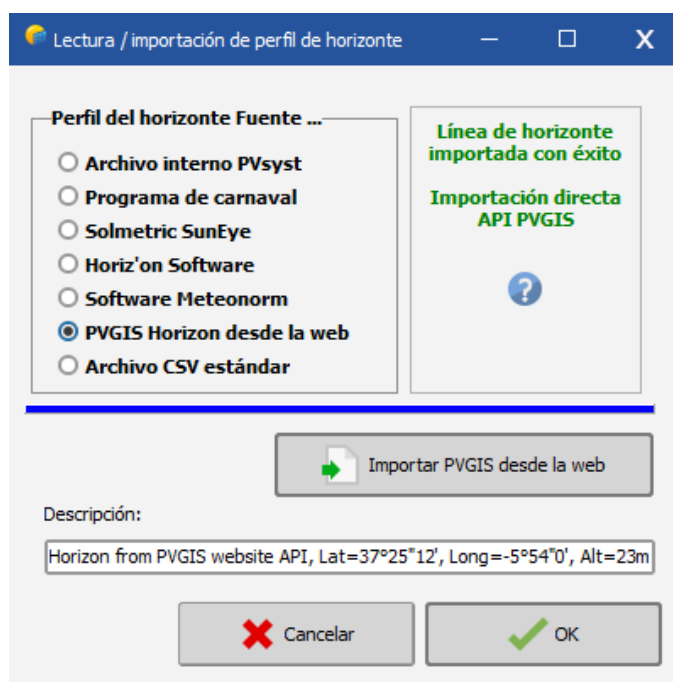 Lectura / importación de perfil de horizonte
Perfil del horizonte Fuente ...
Archivo interno PVsyst
Programa de carnaval
Solmetric SunEye
Horiz'on Software
Software Meteonorm
PVGIS Horizon desde la web
Archivo CSV estándar
Línea de horizonte
importada con éxito
Importación directa
API PVGIS
?
Importar PVGIS desde la web
Descripción:
Horizon from PVGIS website API, Lat=37°25"12', Long=-5°54"0', Alt=23m
Cancelar
OK